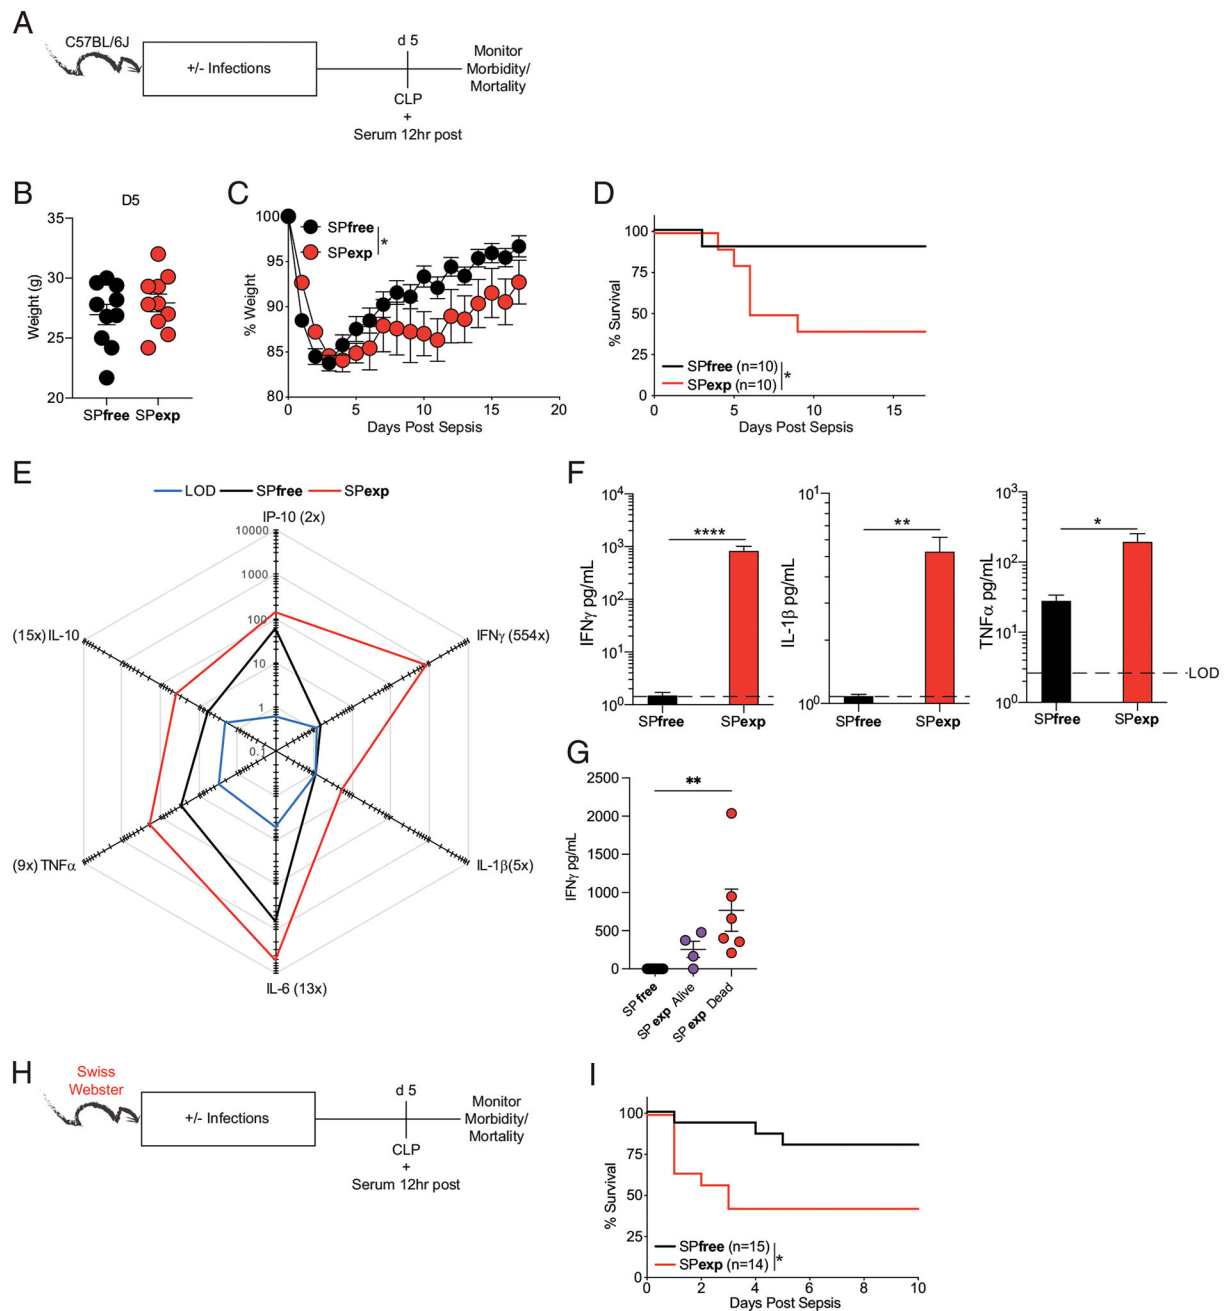 A
C57BL/6J
+/- Infections
d 5
CLP
+
Serum 12hr post
Monitor
Morbidity/
Mortality
B
D5
Weight (g)
35
30
25
20
SPfree SPexp
C
% Weight
100
95
90
85
80
SPfree
SPexp
*
0 5 10 15 20
Days Post Sepsis
D
% Survival
100
75
50
25
0
SPfree (n=10)
SPexp (n=10)
*
0 5 10 15
Days Post Sepsis
E
LOD SPfree SPexp
IP-10 (2x)
10000
1000
100
10
1
0.1
(15x) IL-10
IFNγ (554x)
(9x) TNFα
IL-1β(5x)
IL-6 (13x)
F
IFNγ pg/mL
10⁴
10³
10²
10¹
10⁰
****
SPfree SPexp
IL-1β pg/mL
10¹
10⁰
**
SPfree SPexp
TNFα pg/mL
10³
10²
10¹
10⁰
*
LOD
SPfree SPexp
G
IFNγ pg/mL
2500
2000
1500
1000
500
0
**
SP free
SP exp Alive
SP exp Dead
H
Swiss
Webster
+/- Infections
d 5
CLP
+
Serum 12hr post
Monitor
Morbidity/
Mortality
I
% Survival
100
75
50
25
0
SPfree (n=15)
SPexp (n=14)
*
0 2 4 6 8 10
Days Post Sepsis